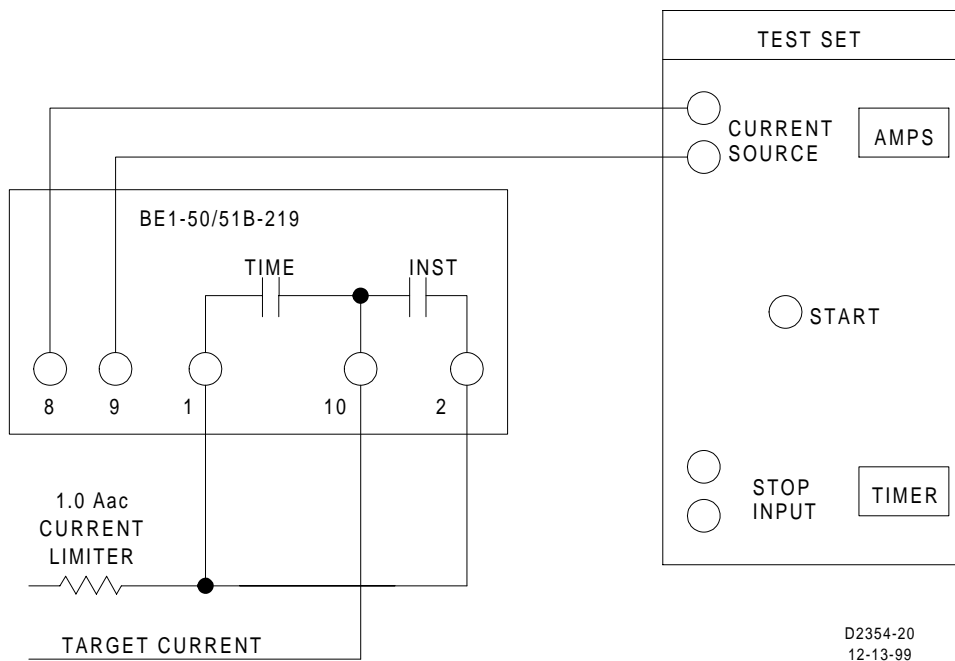 TEST SET
CURRENT
SOURCE
AMPS
BE1-50/51B-219
TIME
INST
START
8
9
1
10
2
1.0 Aac
CURRENT
LIMITER
STOP
INPUT
TIMER
TARGET CURRENT
D2354-20
12-13-99